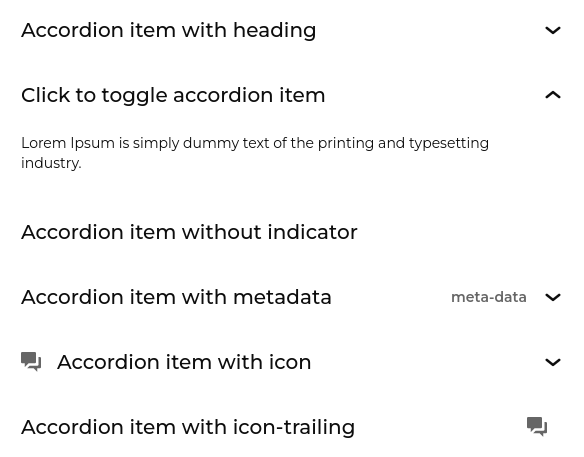 Accordion item with heading
Click to toggle accordion item
Lorem Ipsum is simply dummy text of the printing and typesetting
industry.
Accordion item without indicator
Accordion item with metadata meta-data
Accordion item with icon
Accordion item with icon-trailing